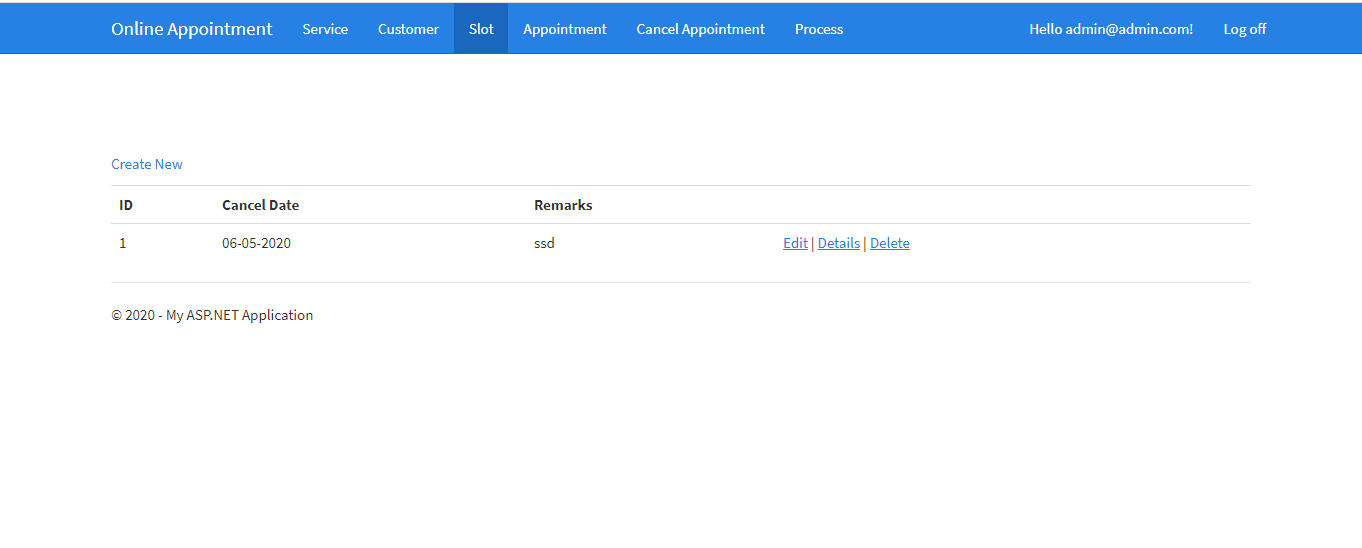 Online Appointment Service Customer Slot Appointment Cancel Appointment Process Hello admin@admin.com! Log off
Create New
ID Cancel Date Remarks
1 06-05-2020 ssd Edit | Details | Delete
© 2020 - My ASP.NET Application